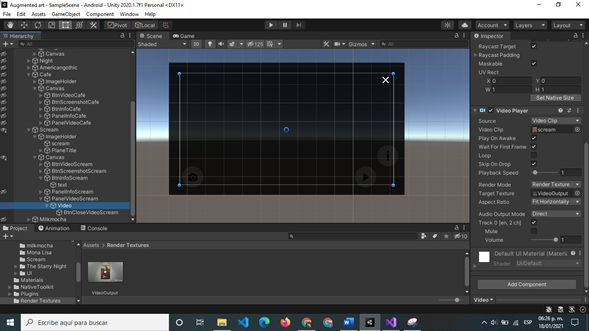 Augmented art - SampleScene - Android - Unity 2020.1.7f1 Personal <DX11>
File Edit Assets GameObject Component Window Help
Pivot Local Account Layers Layout
Hierarchy Scene Game Inspector
All Shaded 2D 125 Gizmos All
Canvas
Night
Americangothic
Cafe
ImageHolder
Canvas
BtnVideoCafe
BtnScreenshotCafe
BtnInfoCafe
PanelInfoCafe
PanelVideoCafe
Scream
ImageHolder
scream
PlaneTitle
Canvas
BtnVideoScream
BtnScreenshotScream
BtnInfoScream
text
PanelInfoScream
PanelVideoScream
Video
BtnCloseVideoScream
Milkmocha
Raycast Target
Raycast Padding
Maskable
UV Rect
X 0 Y 0
W 1 H 1
Set Native Size
Video Player
Source Video Clip
Video Clip scream
Play On Awake
Wait For First Frame
Loop
Skip On Drop
Playback Speed 1
Render Mode Render Texture
Target Texture VideoOutput
Aspect Ratio Fit Horizontally
Audio Output Mode Direct
Track 0 [en, 2 ch]
Mute
Volume 1
Default UI Material (Materi
Shader UI/Default
Add Component
Video
Project Animation Console
10
milkmocha
Mona Lisa
Scream
The Starry Night
UI
Materials
NativeToolkit
Plugins
Render Textures
Assets > Render Textures
VideoOutput
Escribe aquí para buscar
ESP
06:26 p. m.
18/01/2021